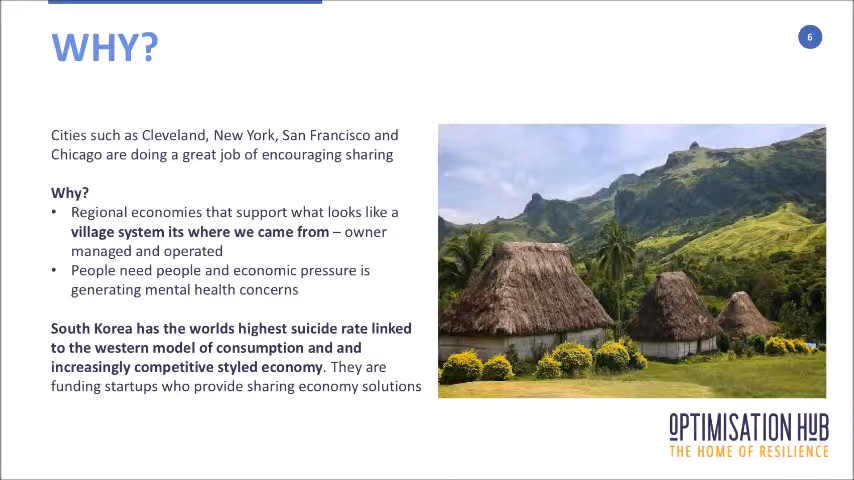 WHY?
6
Cities such as Cleveland, New York, San Francisco and
Chicago are doing a great job of encouraging sharing
Why?
• Regional economies that support what looks like a
village system its where we came from – owner
managed and operated
• People need people and economic pressure is
generating mental health concerns
South Korea has the worlds highest suicide rate linked
to the western model of consumption and and
increasingly competitive styled economy. They are
funding startups who provide sharing economy solutions
OPTIMISATION HUB
THE HOME OF RESILIENCE